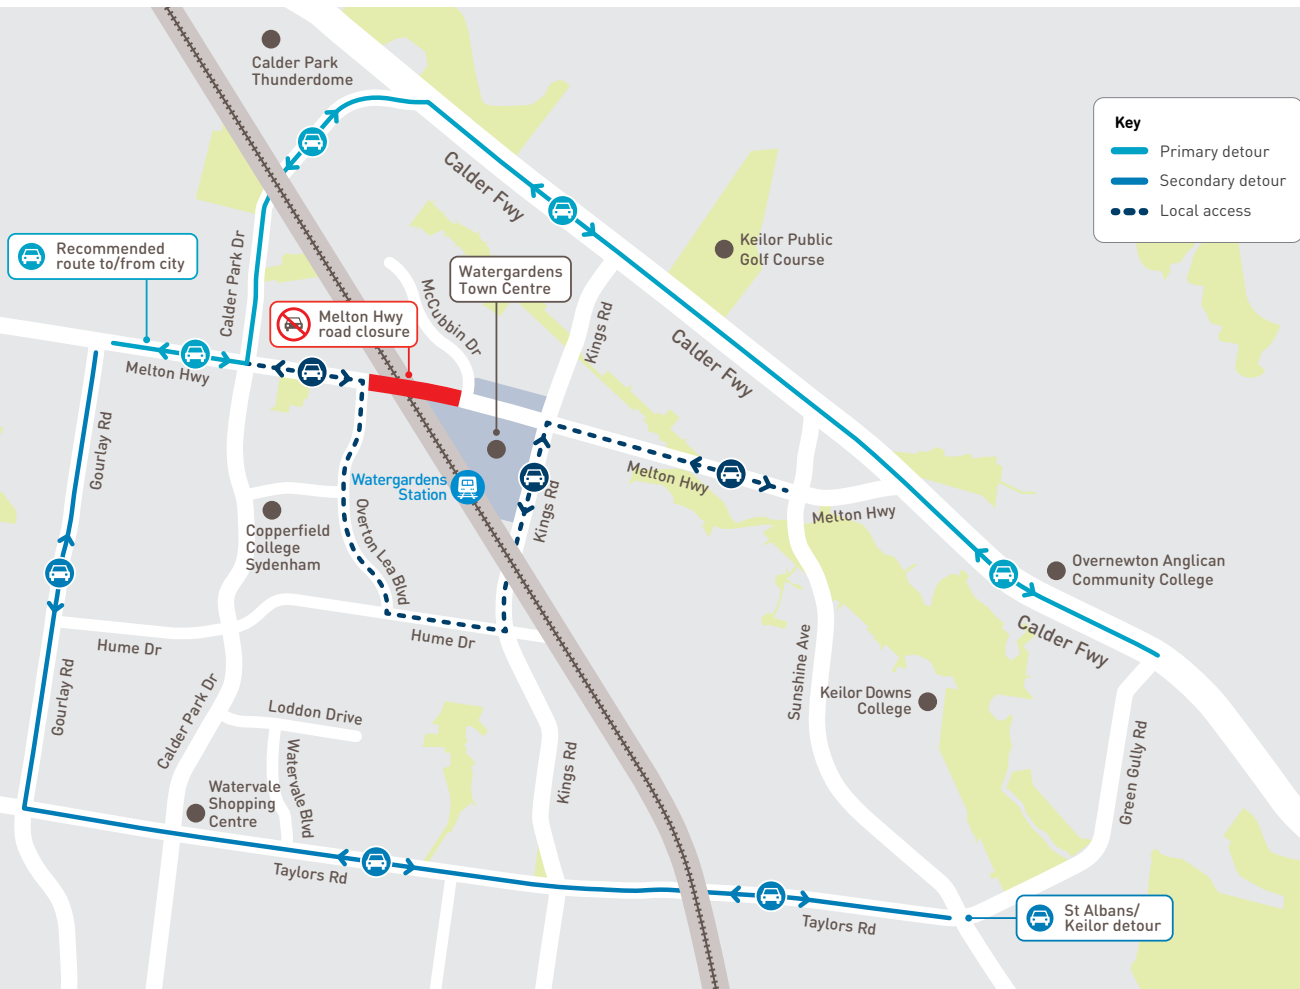 Calder Park
Thunderdome
Key
Primary detour
Secondary detour
Local access
Calder Fwy
Recommended
route to/from city
Calder Park Dr
Keilor Public
Golf Course
Watergardens
Town Centre
McCubbin Dr
Melton Hwy
road closure
Kings Rd
Calder Fwy
Melton Hwy
Gourlay Rd
Watergardens
Station
Melton Hwy
Kings Rd
Melton Hwy
Overton Lea Blvd
Copperfield
College
Sydenham
Overnewton Anglican
Community College
Hume Dr
Hume Dr
Calder Fwy
Sunshine Ave
Gourlay Rd
Calder Park Dr
Keilor Downs
College
Loddon Drive
Watervale Blvd
Kings Rd
Green Gully Rd
Watervale
Shopping
Centre
Taylors Rd
Taylors Rd
St Albans/
Keilor detour